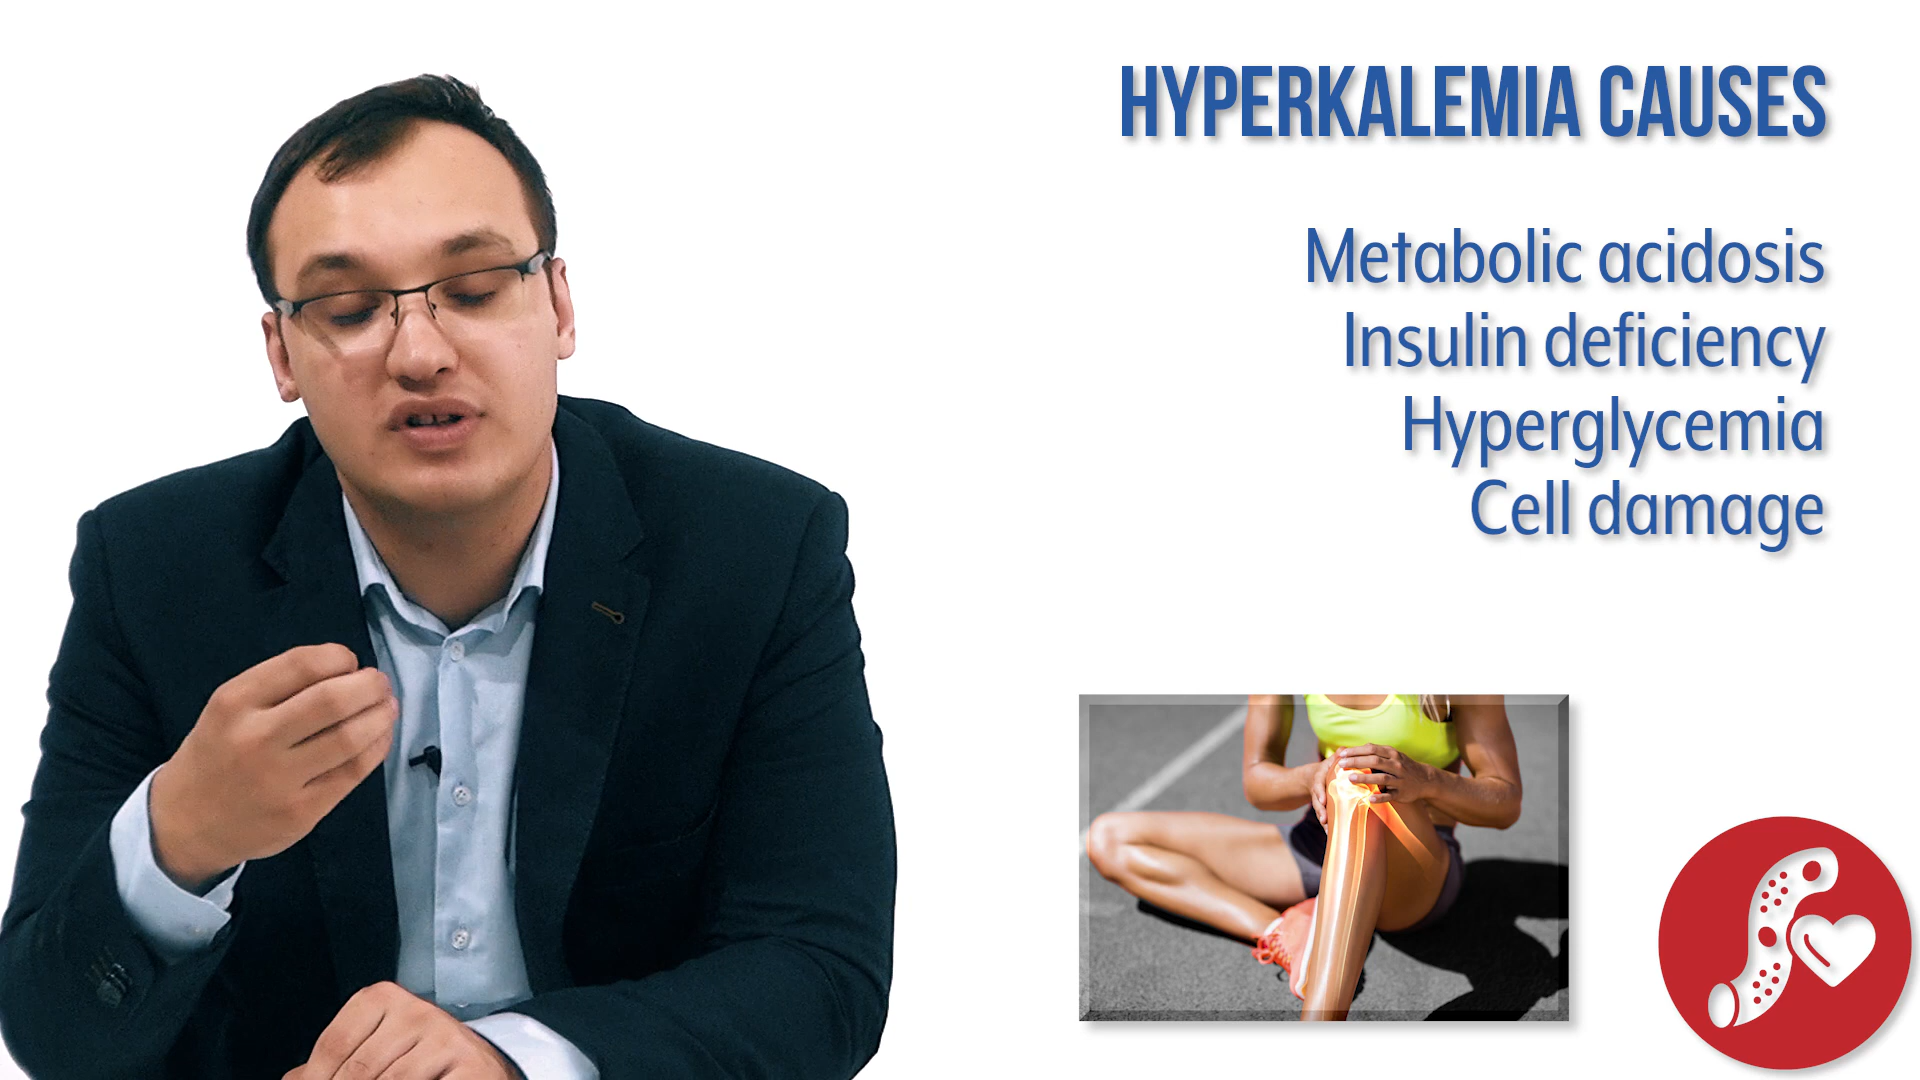 HYPERKALEMIA CAUSES
Metabolic acidosis
Insulin deficiency
Hyperglycemia
Cell damage